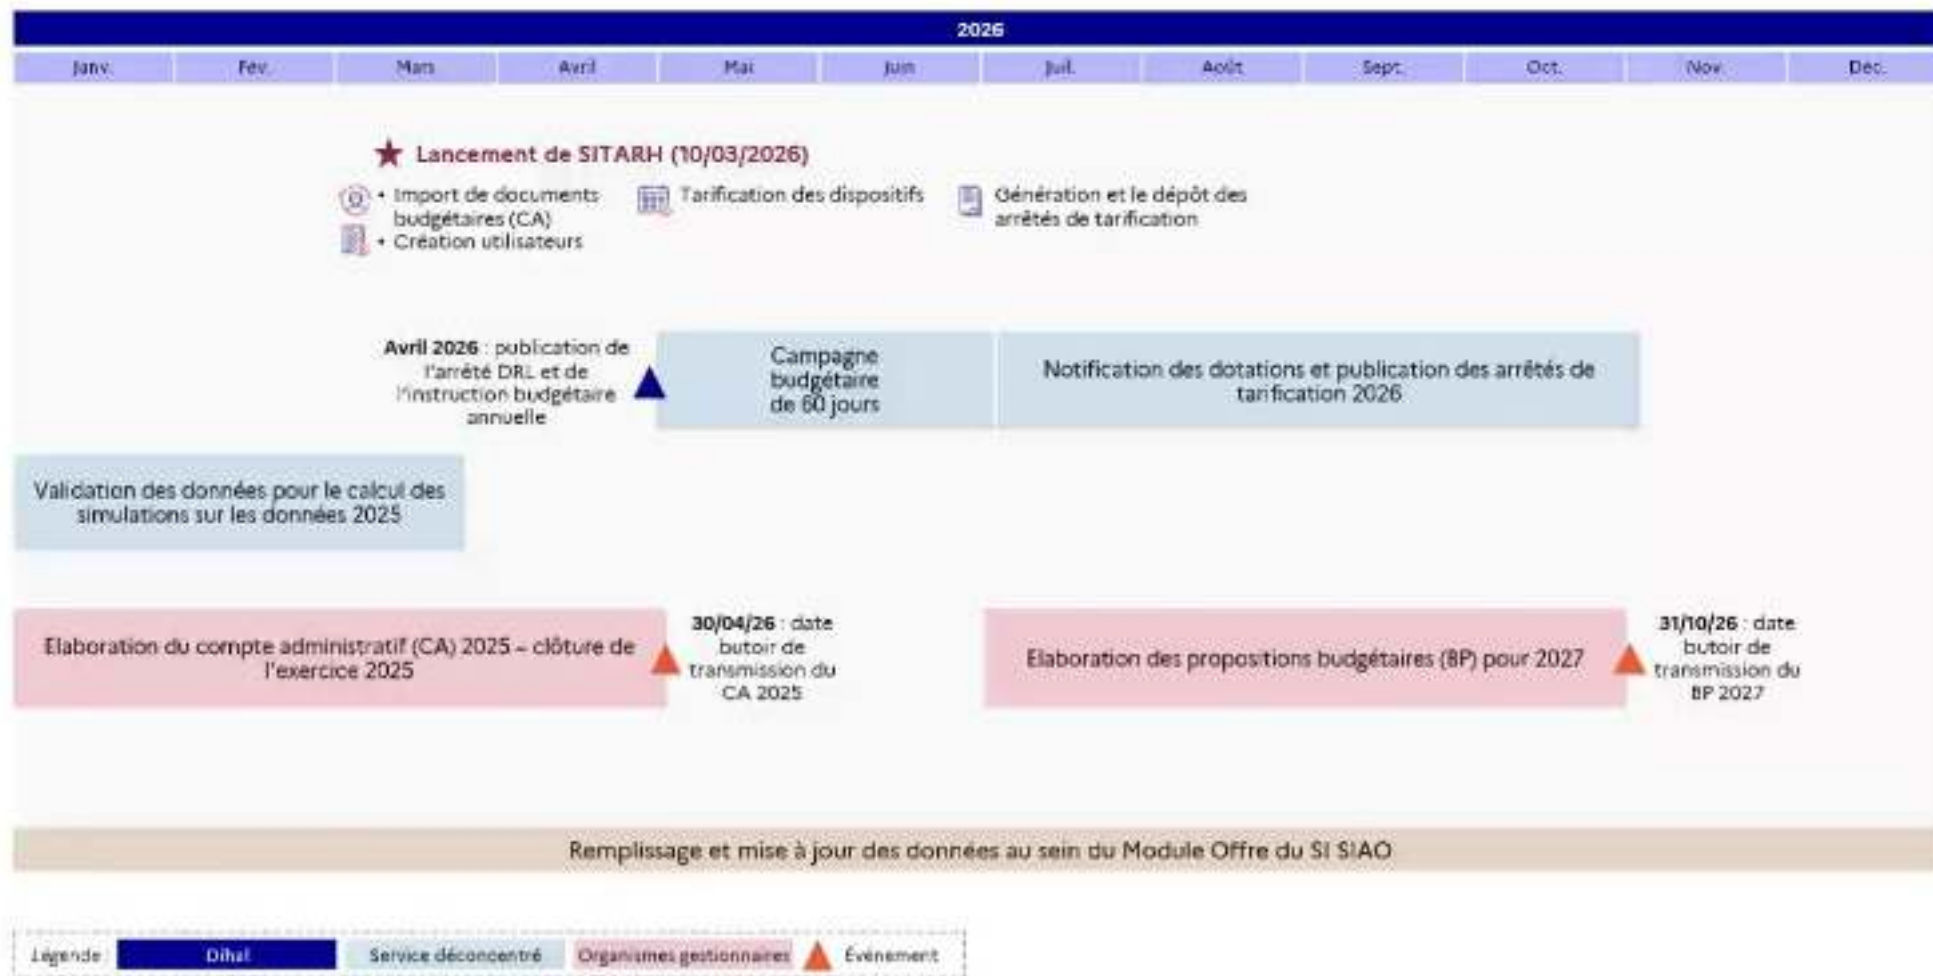 2026
Janv. Fév. Mars Avril Mai Juin Juil. Août Sept. Oct. Nov. Déc.
Lancement de SITARH (10/03/2026)
• Import de documents
budgétaires (CA)
• Création utilisateurs
Tarification des dispositifs
Génération et le dépôt des
arrêtés de tarification
Avril 2026 : publication de
l'arrêté DRL et de
l'instruction budgétaire
annuelle
Campagne
budgétaire
de 60 jours
Notification des dotations et publication des arrêtés de
tarification 2026
Validation des données pour le calcul des
simulations sur les données 2025
Elaboration du compte administratif (CA) 2025 – clôture de
l'exercice 2025
30/04/26 : date
butoir de
transmission du
CA 2025
Elaboration des propositions budgétaires (BP) pour 2027
31/10/26 : date
butoir de
transmission du
BP 2027
Remplissage et mise à jour des données au sein du Module Offre du SI SIAO
Légende : Dihal Service déconcentré Organismes gestionnaires Événement